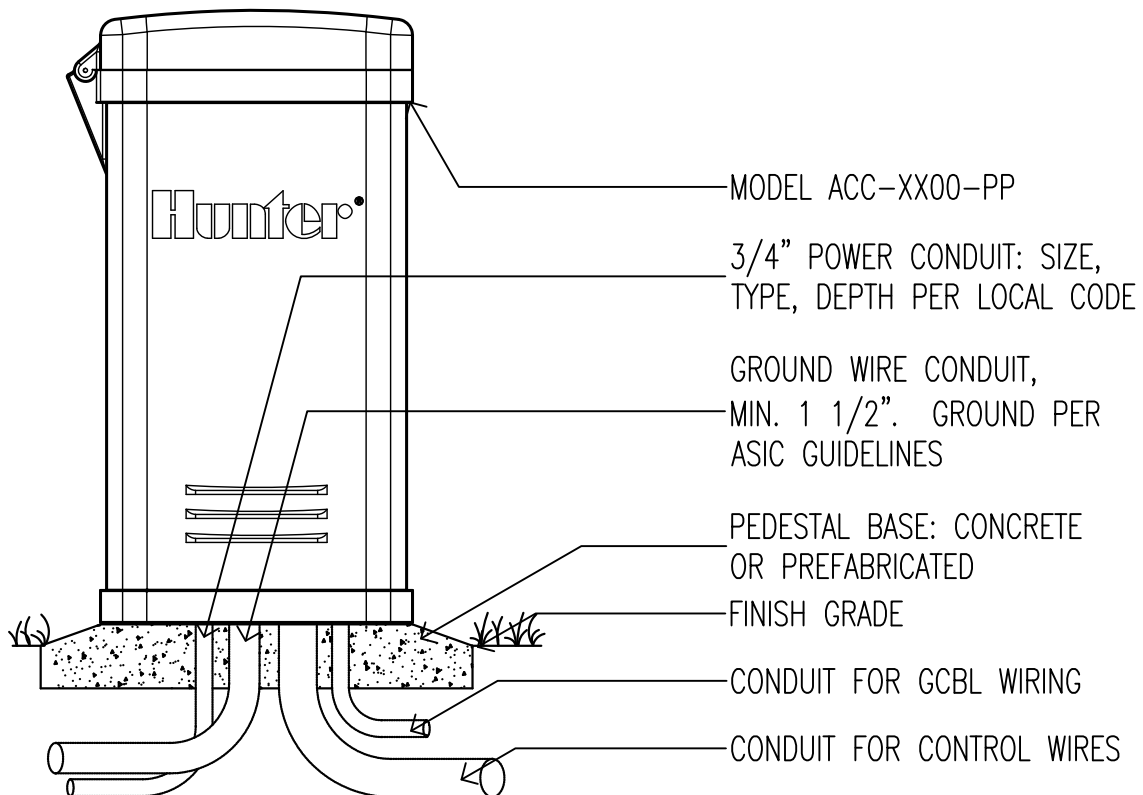 Hunter®
MODEL ACC-XX00-PP
3/4" POWER CONDUIT: SIZE,
TYPE, DEPTH PER LOCAL CODE
GROUND WIRE CONDUIT,
MIN. 1 1/2". GROUND PER
ASIC GUIDELINES
PEDESTAL BASE: CONCRETE
OR PREFABRICATED
FINISH GRADE
CONDUIT FOR GCBL WIRING
CONDUIT FOR CONTROL WIRES